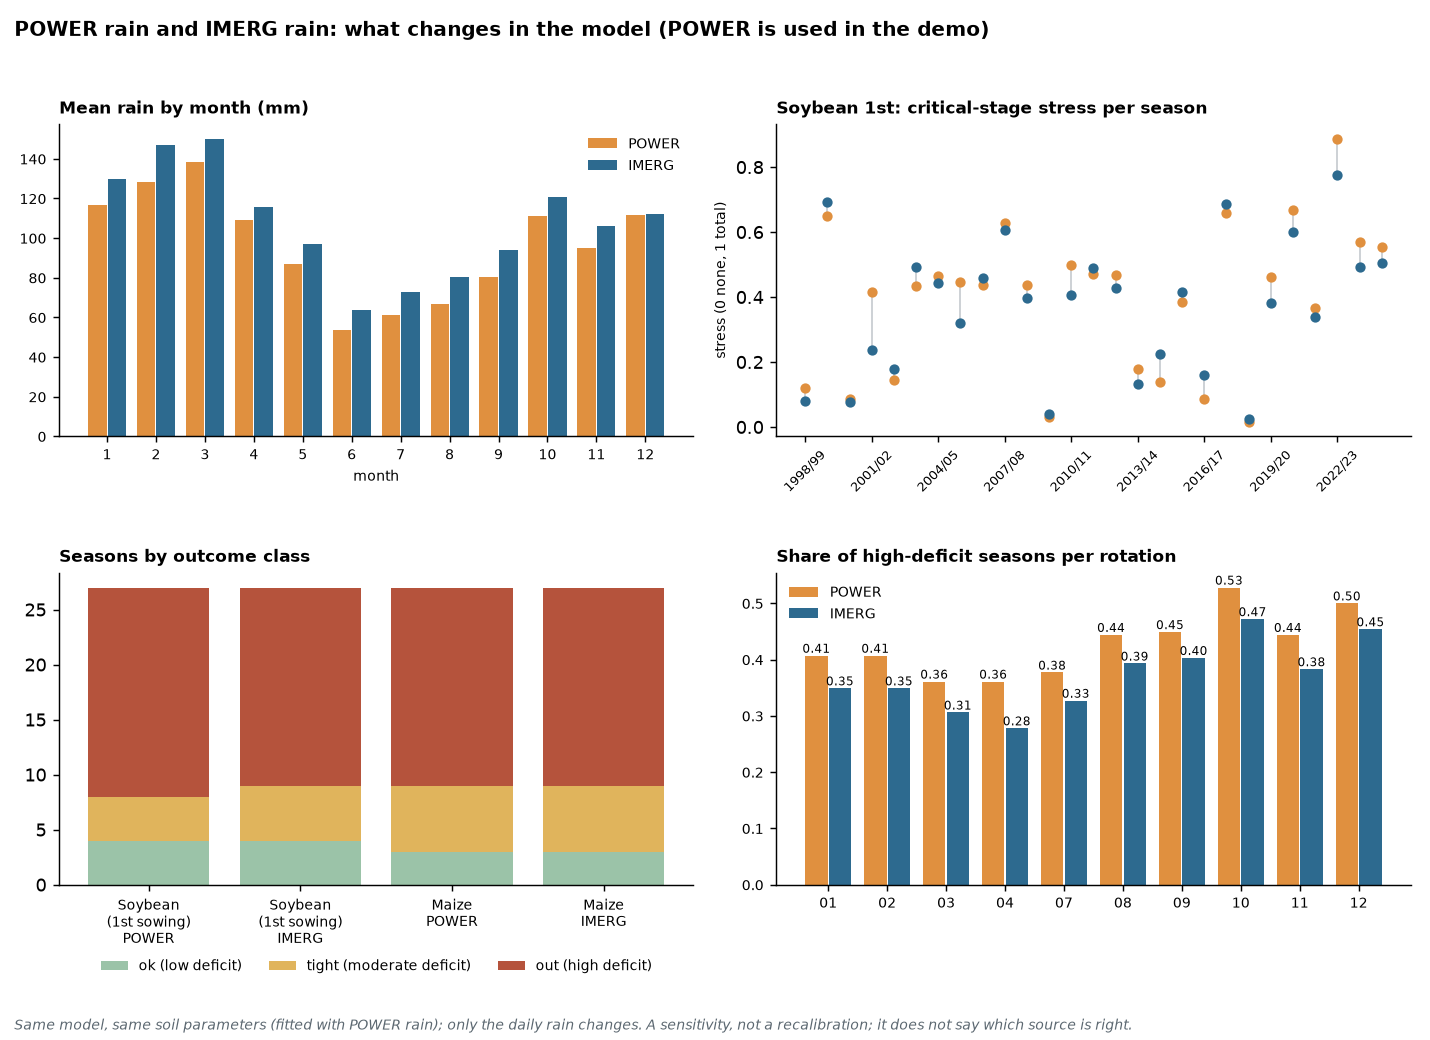 POWER rain and IMERG rain: what changes in the model (POWER is used in the demo)
Mean rain by month (mm)
POWER
IMERG
140
120
100
80
60
40
20
0
1 2 3 4 5 6 7 8 9 10 11 12
month
Soybean 1st: critical-stage stress per season
stress (0 none, 1 total)
0.8
0.6
0.4
0.2
0.0
1998/99 2001/02 2004/05 2007/08 2010/11 2013/14 2016/17 2019/20 2022/23
Seasons by outcome class
25
20
15
10
5
0
Soybean
(1st sowing)
POWER
Soybean
(1st sowing)
IMERG
Maize
POWER
Maize
IMERG
ok (low deficit) tight (moderate deficit) out (high deficit)
Share of high-deficit seasons per rotation
POWER
IMERG
0.5
0.4
0.3
0.2
0.1
0.0
0.41 0.35 0.41 0.35 0.36 0.31 0.36 0.28 0.38 0.33 0.44 0.39 0.45 0.40 0.53 0.47 0.44 0.38 0.50 0.45
01 02 03 04 07 08 09 10 11 12
Same model, same soil parameters (fitted with POWER rain); only the daily rain changes. A sensitivity, not a recalibration; it does not say which source is right.